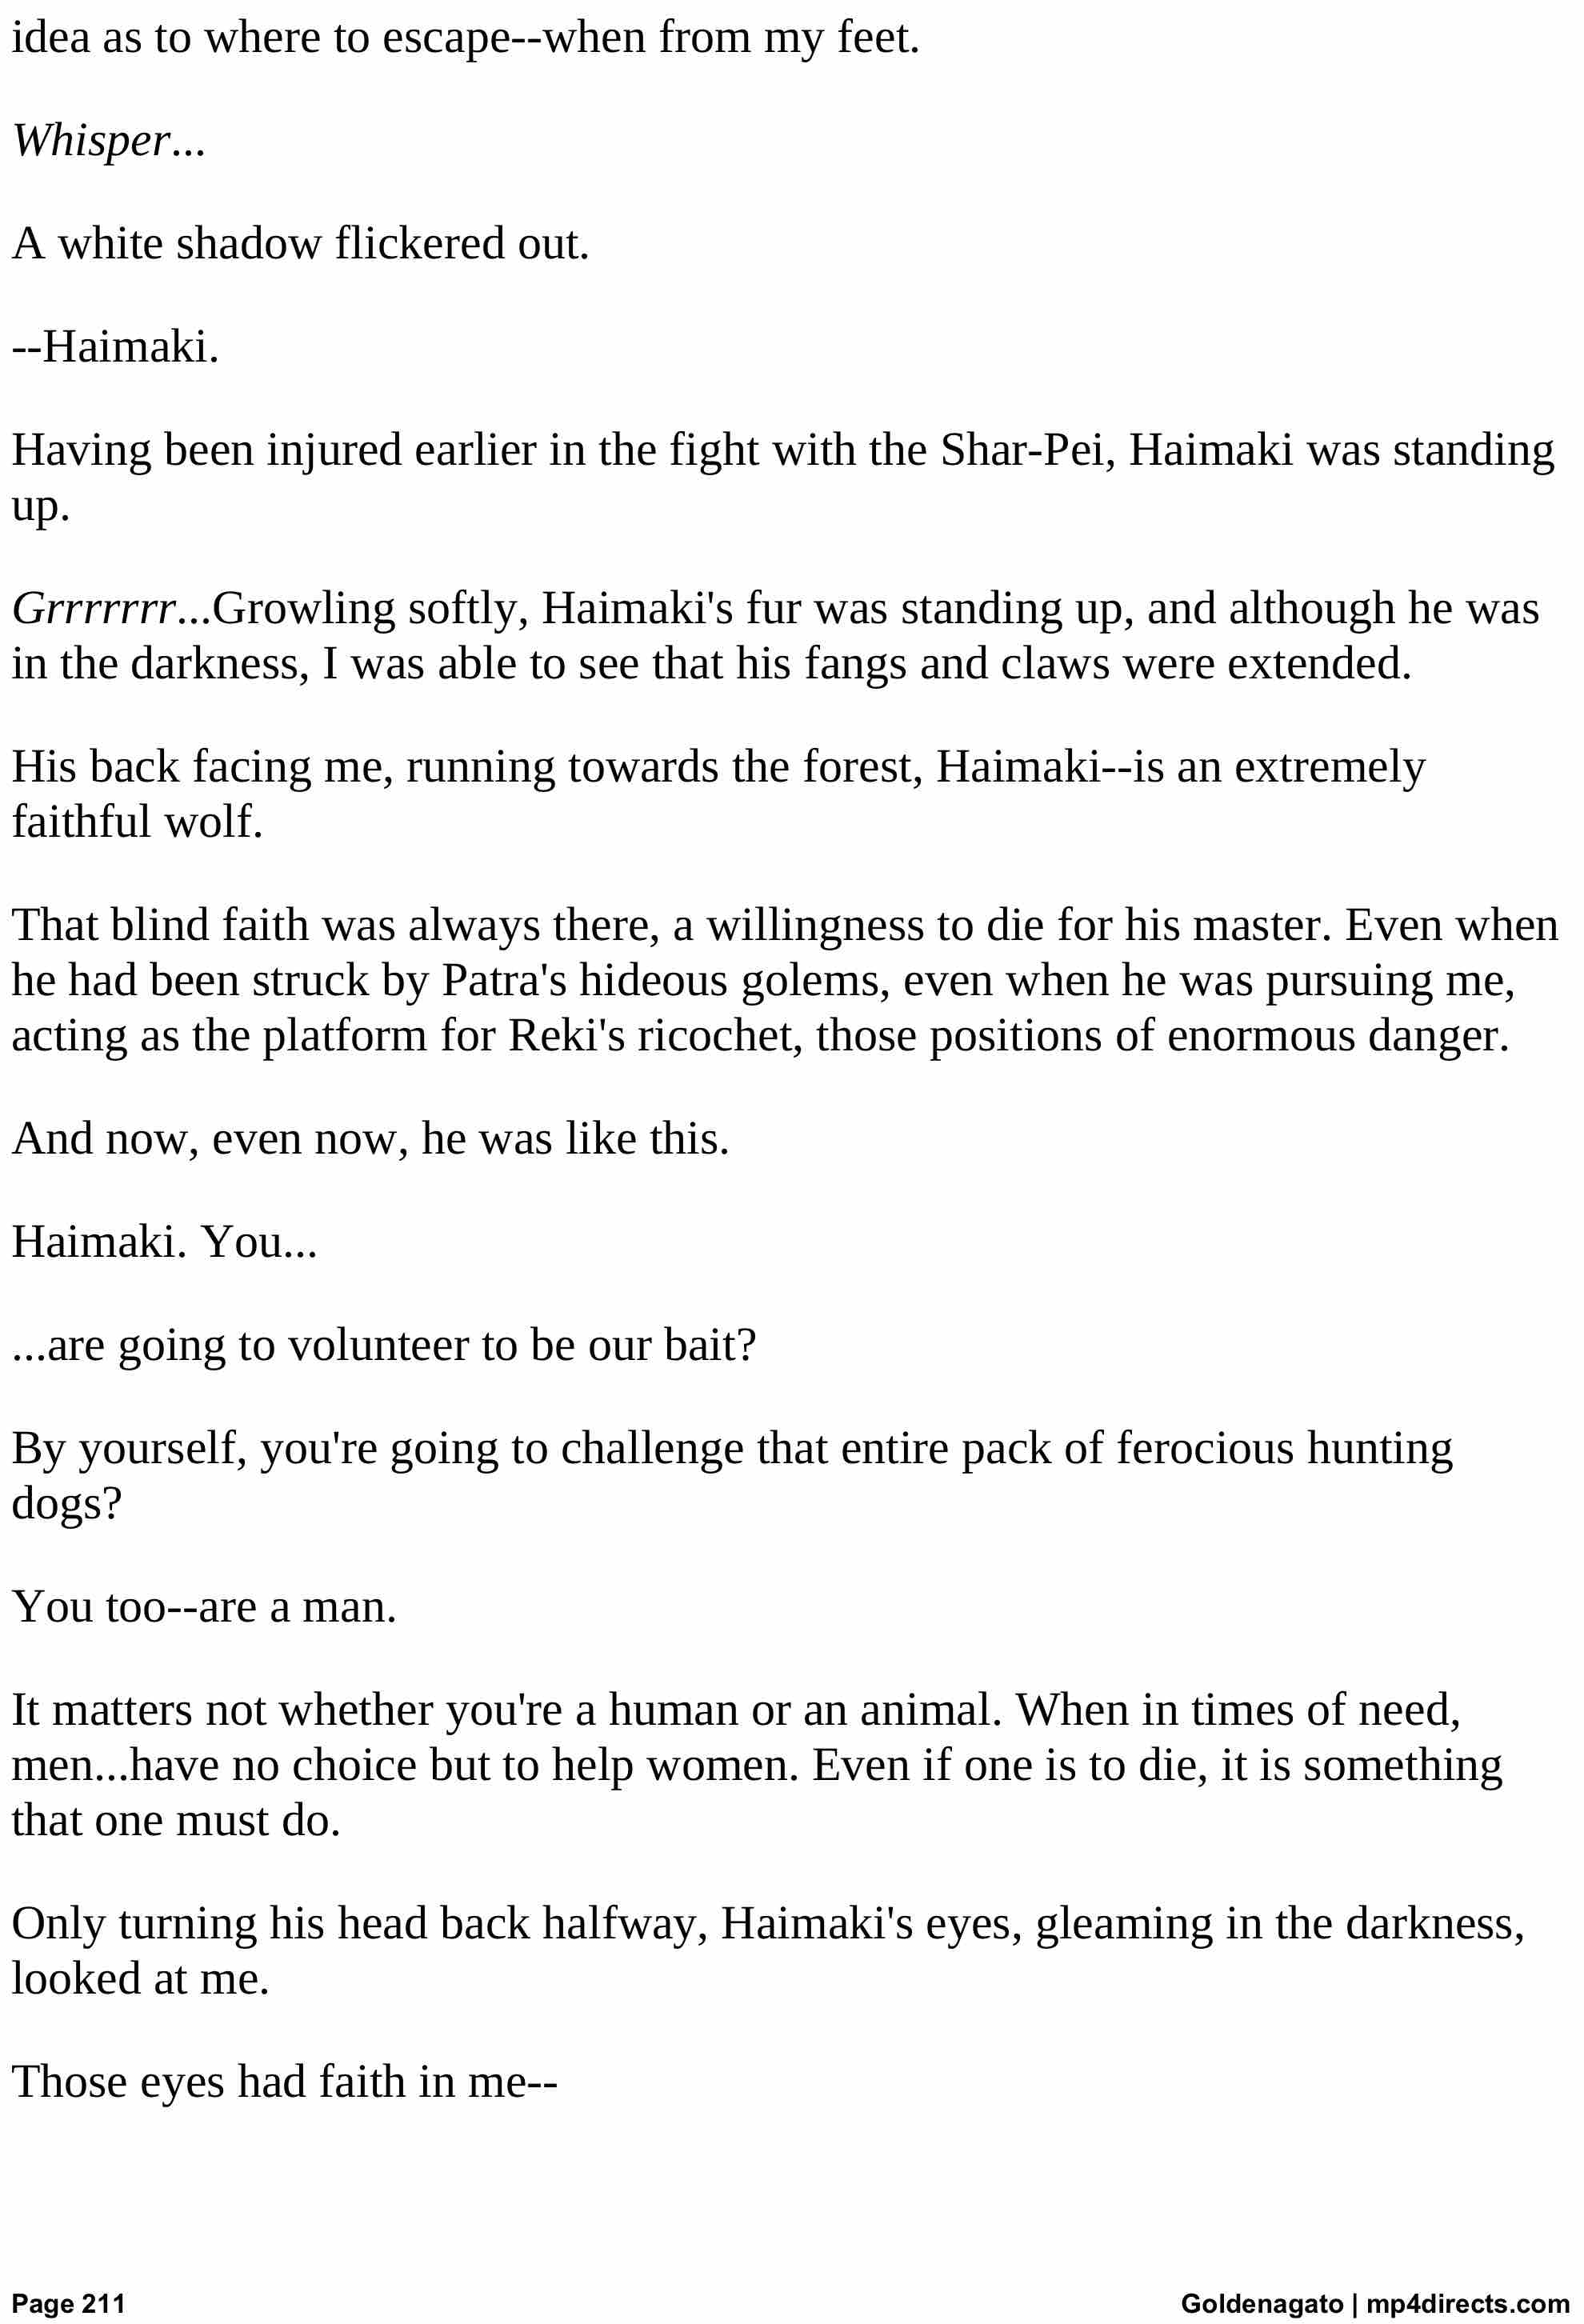 idea as to where to escape--when from my feet.
Whisper...
A white shadow flickered out.
--Haimaki.
Having been injured earlier in the fight with the Shar-Pei, Haimaki was standing
up.
Grrrrrrr...Growling softly, Haimaki's fur was standing up, and although he was
in the darkness, I was able to see that his fangs and claws were extended.
His back facing me, running towards the forest, Haimaki--is an extremely
faithful wolf.
That blind faith was always there, a willingness to die for his master. Even when
he had been struck by Patra's hideous golems, even when he was pursuing me,
acting as the platform for Reki's ricochet, those positions of enormous danger.
And now, even now, he was like this.
Haimaki. You...
...are going to volunteer to be our bait?
By yourself, you're going to challenge that entire pack of ferocious hunting
dogs?
You too--are a man.
It matters not whether you're a human or an animal. When in times of need,
men...have no choice but to help women. Even if one is to die, it is something
that one must do.
Only turning his head back halfway, Haimaki's eyes, gleaming in the darkness,
looked at me.
Those eyes had faith in me--
Page 211
Goldenagato | mp4directs.com